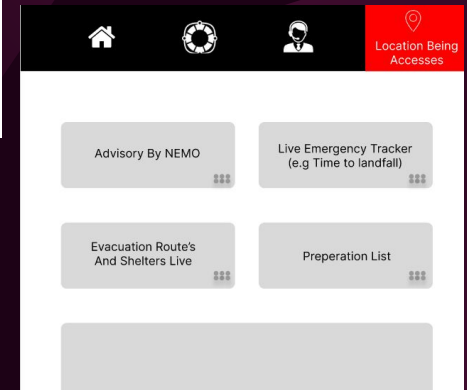 Location Being
Accesses
Advisory By NEMO
Live Emergency Tracker
(e.g Time to landfall)
Evacuation Route's
And Shelters Live
Preperation List